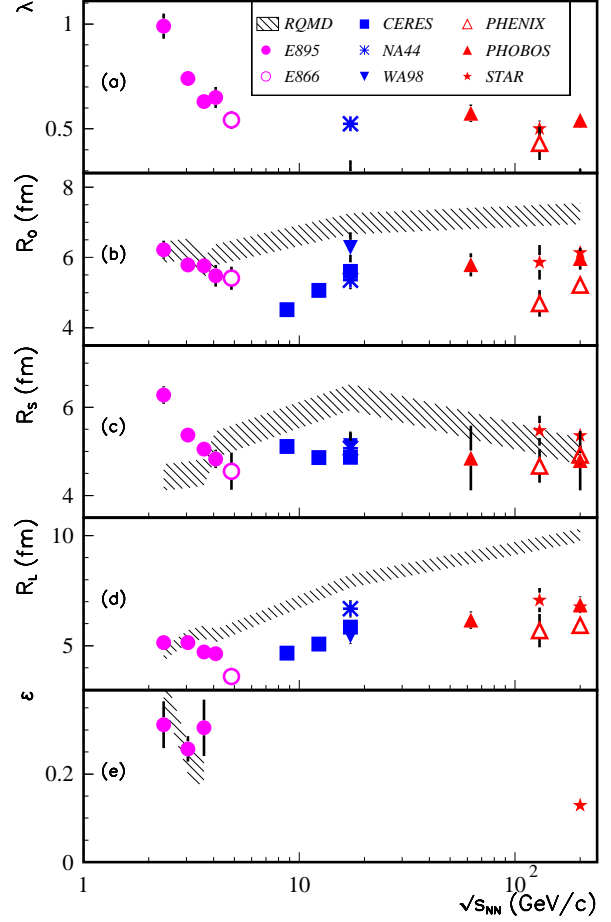 λ
1
0.5
RQMD
E895
E866
CERES
NA44
WA98
PHENIX
PHOBOS
STAR
(a)
R_O (fm)
8
6
4
(b)
R_S (fm)
6
4
(c)
R_L (fm)
10
5
(d)
ε
0.2
0
(e)
1
10
10²
√s_NN (GeV/c)